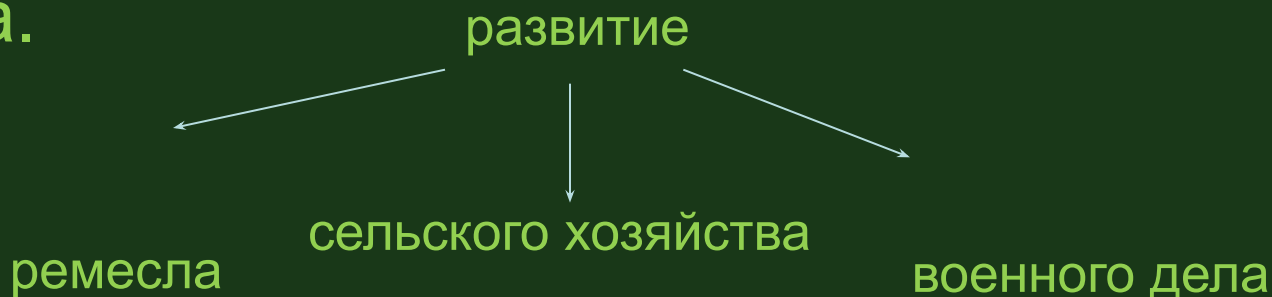 а.
развитие
сельского хозяйства
ремесла
военного дела